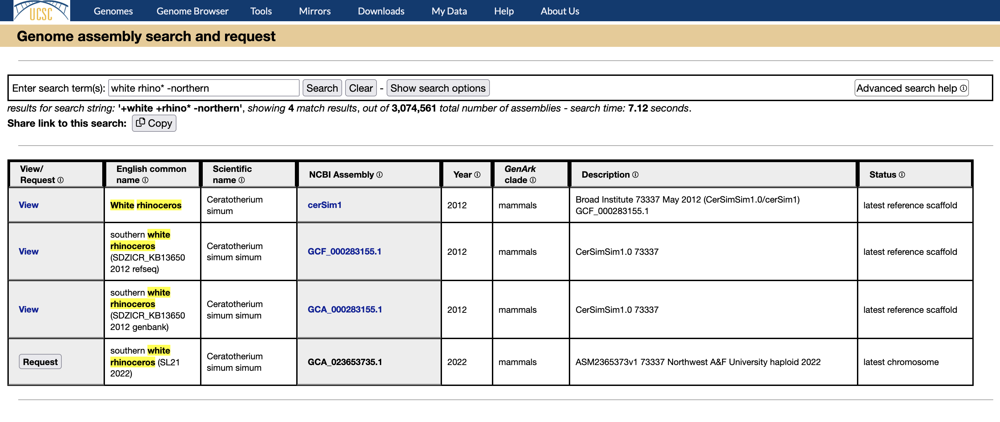 UCSC
Genomes Genome Browser Tools Mirrors Downloads My Data Help About Us
Genome assembly search and request
Enter search term(s): white rhino* -northern Search Clear - Show search options Advanced search help ⓘ
results for search string: '+white +rhino* -northern', showing 4 match results, out of 3,074,561 total number of assemblies - search time: 7.12 seconds.
Share link to this search: Copy
View/
Request ⓘ
English common
name ⓘ
Scientific
name ⓘ
NCBI Assembly ⓘ
Year ⓘ
GenArk
clade ⓘ
Description ⓘ
Status ⓘ
View
White rhinoceros
Ceratotherium
simum
cerSim1
2012
mammals
Broad Institute 73337 May 2012 (CerSimSim1.0/cerSim1)
GCF_000283155.1
latest reference scaffold
View
southern white
rhinoceros
(SDZICR_KB13650
2012 refseq)
Ceratotherium
simum simum
GCF_000283155.1
2012
mammals
CerSimSim1.0 73337
latest reference scaffold
View
southern white
rhinoceros
(SDZICR_KB13650
2012 genbank)
Ceratotherium
simum simum
GCA_000283155.1
2012
mammals
CerSimSim1.0 73337
latest reference scaffold
Request
southern white
rhinoceros (SL21
2022)
Ceratotherium
simum simum
GCA_023653735.1
2022
mammals
ASM2365373v1 73337 Northwest A&F University haploid 2022
latest chromosome